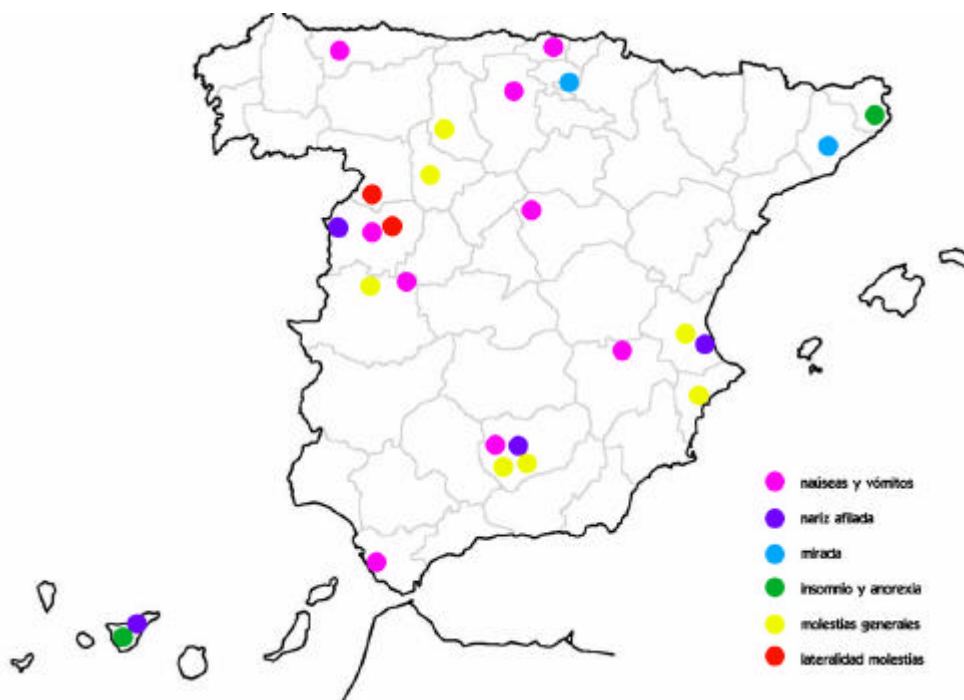 naúseas y vómitos
nariz afilada
mirada
insomnio y anorexia
molestias generales
lateralidad molestias